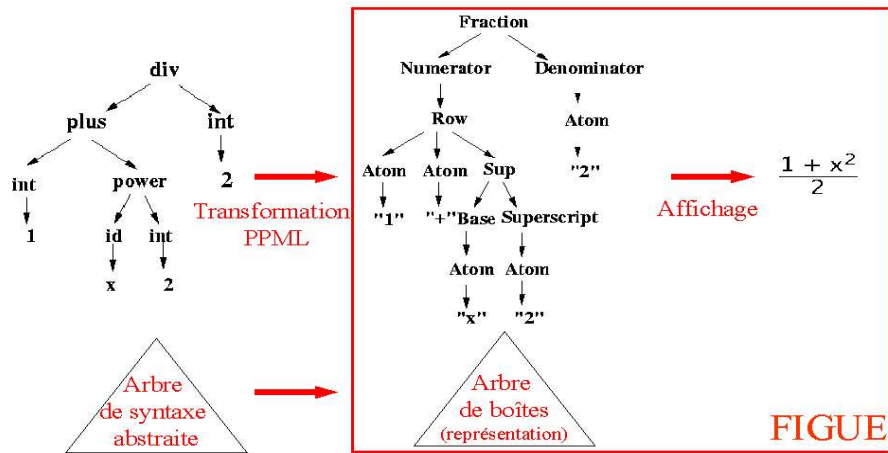 div
plus int
int power 2
1 id int
x 2
Transformation
PPML
Fraction
Numerator Denominator
Row Atom
Atom Atom Sup "2"
"1" "+" Base Superscript
Atom Atom
"x" "2"
Affichage
1 + x²
2
Arbre
de syntaxe
abstraite
Arbre
de boîtes
(représentation)
FIGUE